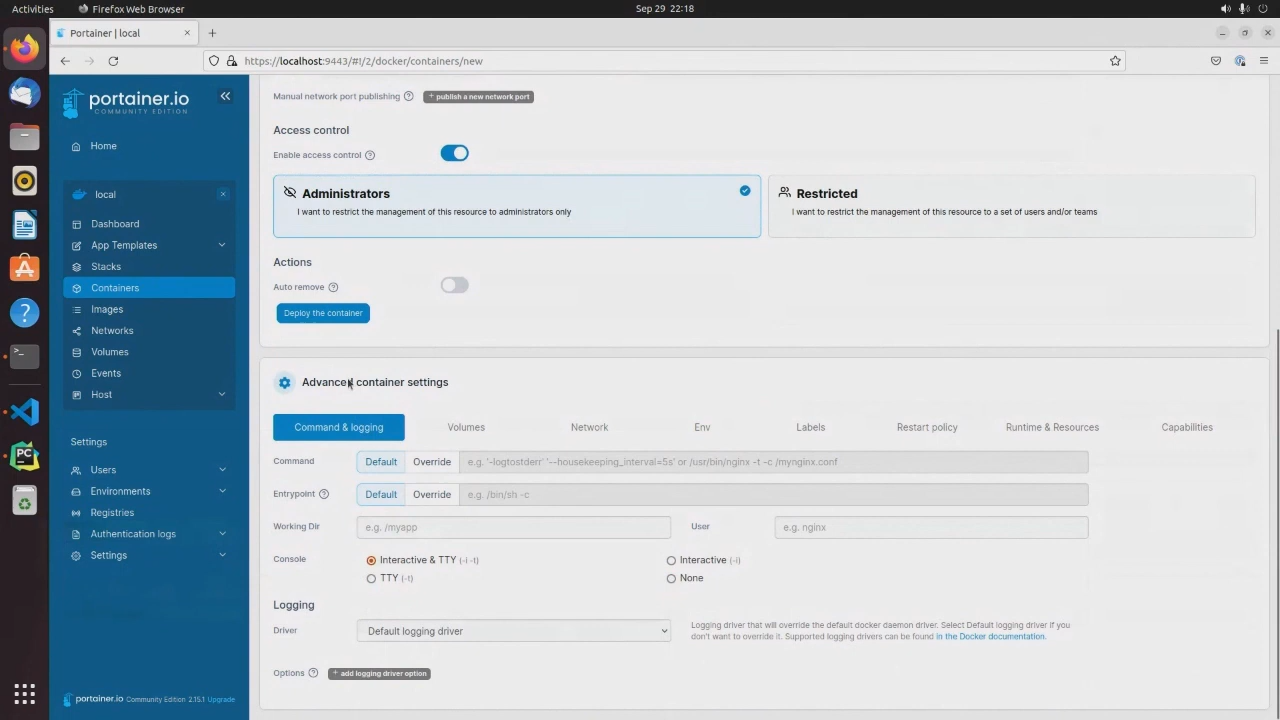 Activities
Firefox Web Browser
Sep 29 22:18
Portainer | local
https://localhost:9443/#!/2/docker/containers/new
portainer.io
COMMUNITY EDITION
Home
local
Dashboard
App Templates
Stacks
Containers
Images
Networks
Volumes
Events
Host
Settings
Users
Environments
Registries
Authentication logs
Settings
portainer.io Community Edition 2.15.1 Upgrade
Manual network port publishing
+ publish a new network port
Access control
Enable access control
Administrators
I want to restrict the management of this resource to administrators only
Restricted
I want to restrict the management of this resource to a set of users and/or teams
Actions
Auto remove
Deploy the container
Advanced container settings
Command & logging
Volumes
Network
Env
Labels
Restart policy
Runtime & Resources
Capabilities
Command
Default
Override
e.g. '-logtostderr' '--housekeeping_interval=5s' or /usr/bin/nginx -t -c /mynginx.conf
Entrypoint
Default
Override
e.g. /bin/sh -c
Working Dir
e.g. /myapp
User
e.g. nginx
Console
Interactive & TTY (-i -t)
Interactive (-i)
TTY (-t)
None
Logging
Driver
Default logging driver
Logging driver that will override the default docker daemon driver. Select Default logging driver if you
don't want to override it. Supported logging drivers can be found in the Docker documentation.
Options
+ add logging driver option